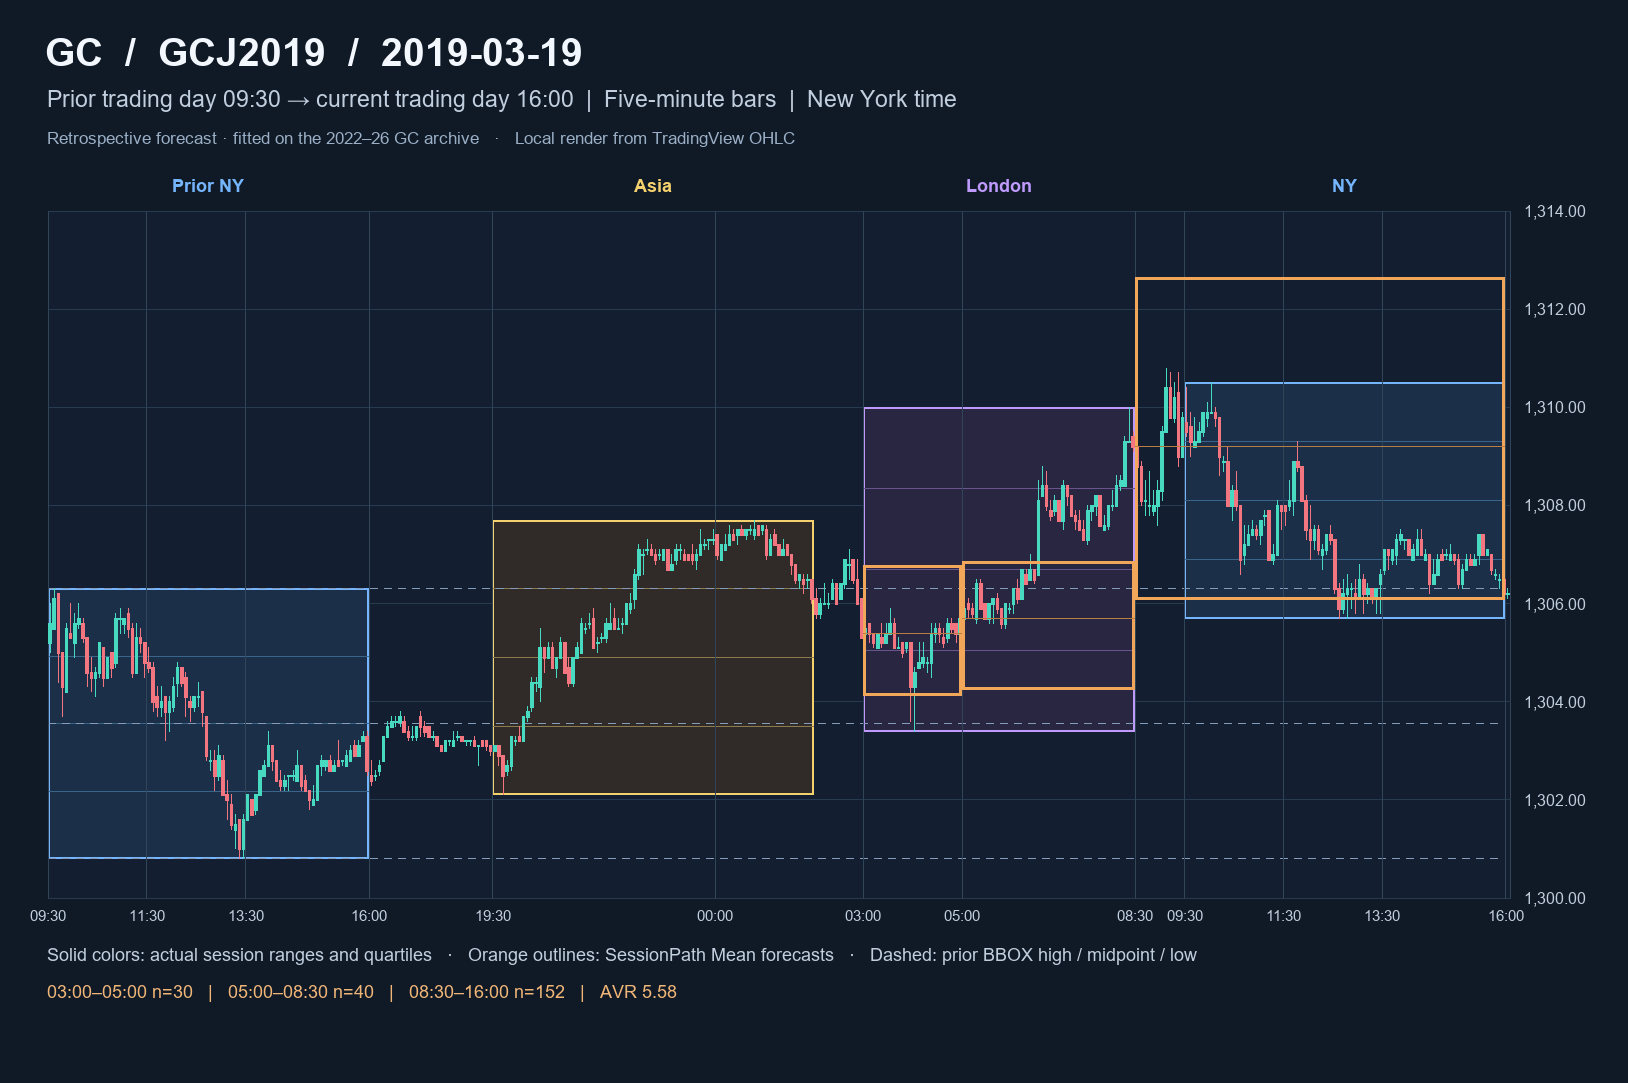 GC / GCJ2019 / 2019-03-19
Prior trading day 09:30 → current trading day 16:00 | Five-minute bars | New York time
Retrospective forecast · fitted on the 2022–26 GC archive · Local render from TradingView OHLC
Prior NY Asia London NY
1,314.00
1,312.00
1,310.00
1,308.00
1,306.00
1,304.00
1,302.00
1,300.00
09:30 11:30 13:30 16:00 19:30 00:00 03:00 05:00 08:30 09:30 11:30 13:30 16:00
Solid colors: actual session ranges and quartiles · Orange outlines: SessionPath Mean forecasts · Dashed: prior BBOX high / midpoint / low
03:00–05:00 n=30 | 05:00–08:30 n=40 | 08:30–16:00 n=152 | AVR 5.58